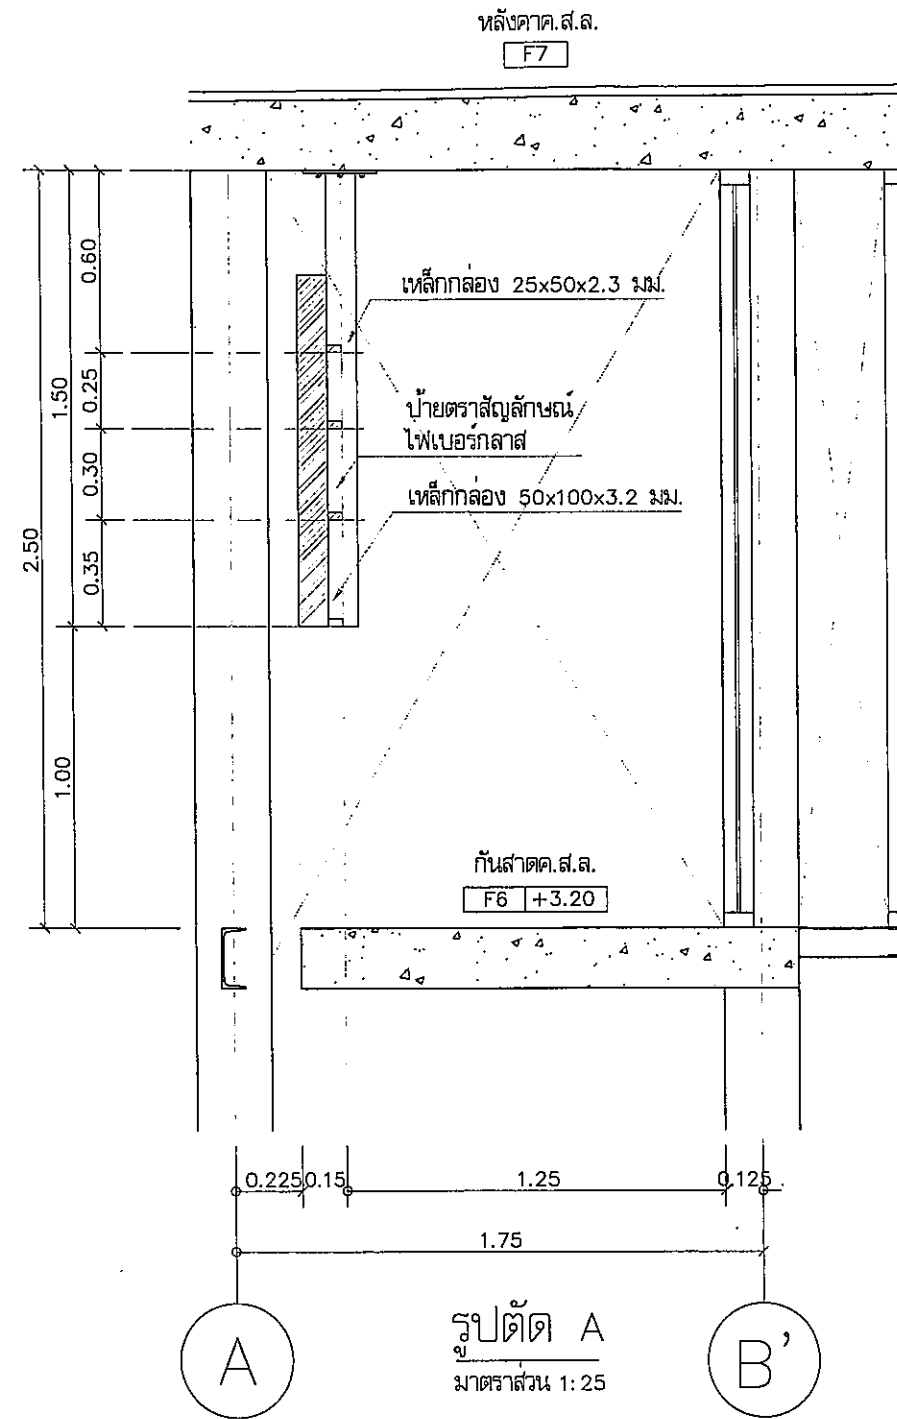 หลังคาค.ส.ล.
F7
0.60
เหล็กกล่อง 25x50x2.3 มม.
0.25
1.50
ป้ายตราสัญลักษณ์
ไฟเบอร์กลาส
0.30
เหล็กกล่อง 50x100x3.2 มม.
2.50
0.35
1.00
กันสาดค.ส.ล.
F6 +3.20
0.225 0.15 1.25 0.125
1.75
A
รูปตัด A
มาตราส่วน 1:25
B'